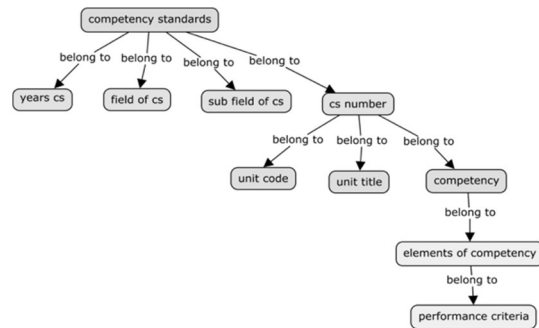 competency standards
belong to belong to belong to belong to
years cs field of cs sub field of cs cs number
belong to belong to belong to
unit code unit title competency
belong to
elements of competency
belong to
performance criteria